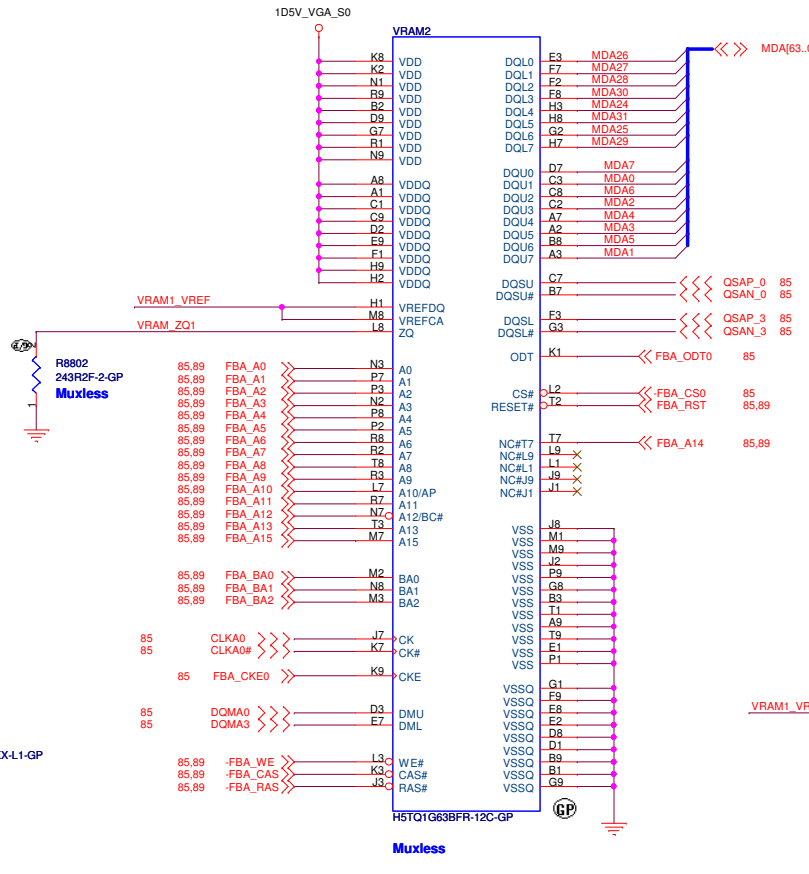 1D5V_VGA_S0
VRAM2
K8 VDD DQL0 E3 MDA26 MDA[63..
K2 VDD DQL1 F7 MDA27
N1 VDD DQL2 F2 MDA28
R9 VDD DQL3 F8 MDA30
B2 VDD DQL4 H3 MDA24
D9 VDD DQL5 H8 MDA31
G7 VDD DQL6 G2 MDA25
R1 VDD DQL7 H7 MDA29
N9 VDD
DQU0 D7 MDA7
A8 VDDQ DQU1 C3 MDA0
A1 VDDQ DQU2 C8 MDA6
C1 VDDQ DQU3 C2 MDA2
C9 VDDQ DQU4 A7 MDA4
D2 VDDQ DQU5 A2 MDA3
E9 VDDQ DQU6 B8 MDA5
F1 VDDQ DQU7 A3 MDA1
H9 VDDQ
H2 VDDQ DQSU C7 QSAP_0 85
DQSU# B7 QSAN_0 85
VRAM1_VREF H1 VREFDQ
M8 VREFCA DQSL F3 QSAP_3 85
VRAM_ZQ1 L8 ZQ DQSL# G3 QSAN_3 85
ODT K1 FBA_ODT0 85
R8802
243R2F-2-GP
Muxless
1
85,89 FBA_A0 N3 A0
85,89 FBA_A1 P7 A1
85,89 FBA_A2 P3 A2 CS# L2 -FBA_CS0 85
85,89 FBA_A3 N2 A3 RESET# T2 FBA_RST 85,89
85,89 FBA_A4 P8 A4
85,89 FBA_A5 P2 A5
85,89 FBA_A6 R8 A6 NC#T7 T7 FBA_A14 85,89
85,89 FBA_A7 R2 A7 NC#L9 L9
85,89 FBA_A8 T8 A8 NC#L1 L1
85,89 FBA_A9 R3 A9 NC#J9 J9
85,89 FBA_A10 L7 A10/AP NC#J1 J1
85,89 FBA_A11 R7 A11
85,89 FBA_A12 N7 A12/BC#
85,89 FBA_A13 T3 A13 VSS J8
85,89 FBA_A15 M7 A15 VSS M1
VSS M9
VSS J2
85,89 FBA_BA0 M2 BA0 VSS P9
85,89 FBA_BA1 N8 BA1 VSS G8
85,89 FBA_BA2 M3 BA2 VSS B3
VSS T1
VSS A9
85 CLKA0 J7 CK VSS T9
85 CLKA0# K7 CK# VSS E1
VSS P1
85 FBA_CKE0 K9 CKE
VSSQ G1
VSSQ F9
85 DQMA0 D3 DMU VSSQ E8
85 DQMA3 E7 DML VSSQ E2
VRAM1_VR
VSSQ D8
VSSQ D1
X-L1-GP
85,89 -FBA_WE L3 WE# VSSQ B9
85,89 -FBA_CAS K3 CAS# VSSQ B1
85,89 -FBA_RAS J3 RAS# VSSQ G9
GP
H5TQ1G63BFR-12C-GP
Muxless